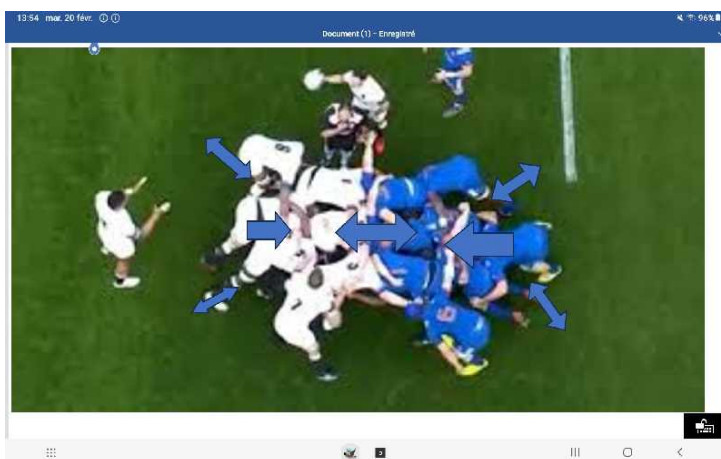 13:54 mar. 20 févr.
96%
Document (1) – Enregistré